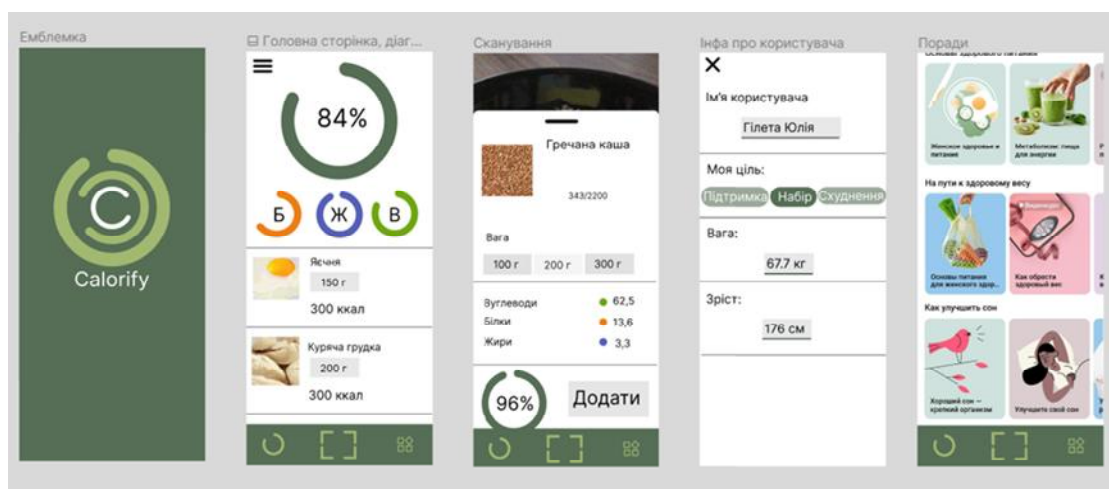 Емблемка
C
Calorify
Головна сторінка, діаг...
84%
Б
Ж
В
Яєчня
150 г
300 ккал
Куряча грудка
200 г
300 ккал
Сканування
Гречана каша
343/2200
Вага
100 г
200 г
300 г
Вуглеводи
62,5
Білки
13,6
Жири
3,3
96%
Додати
Інфа про користувача
Ім'я користувача
Гілета Юлія
Моя ціль:
Підтримка
Набір
Схуднення
Вага:
67.7 кг
Зріст:
176 см
Поради
Основы здорового питания
Женское здоровье и
питание
Метаболизм: пища
для энергии
На пути к здоровому весу
Основы питания
для женского здор...
Как обрести
здоровый вес
Как улучшить сон
Хороший сон —
крепкий организм
Улучшите свой сон